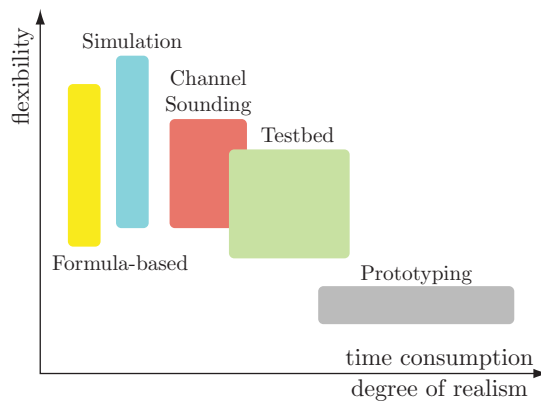 flexibility
Simulation
Channel
Sounding
Testbed
Formula-based
Prototyping
time consumption
degree of realism